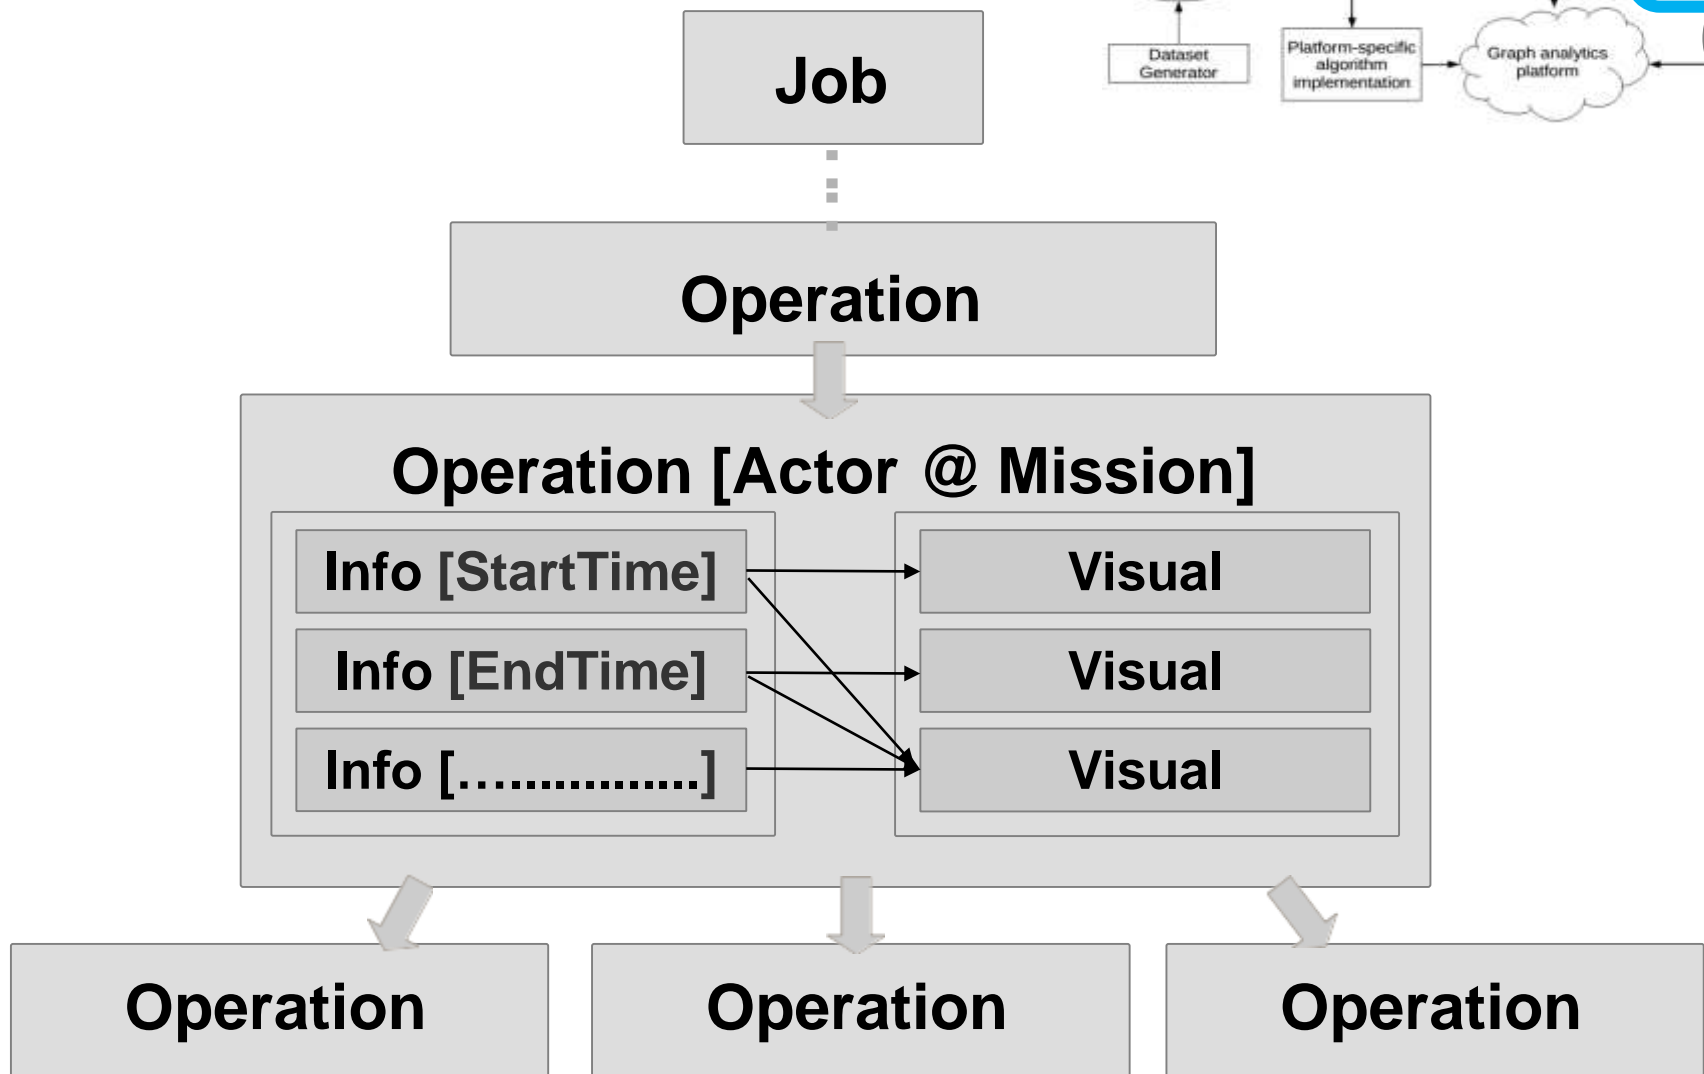 Job
Dataset
Generator
Platform-specific
algorithm
implementation
Graph analytics
platform
Operation
Operation [Actor @ Mission]
Info [StartTime]
Visual
Info [EndTime]
Visual
Info […...............]
Visual
Operation
Operation
Operation